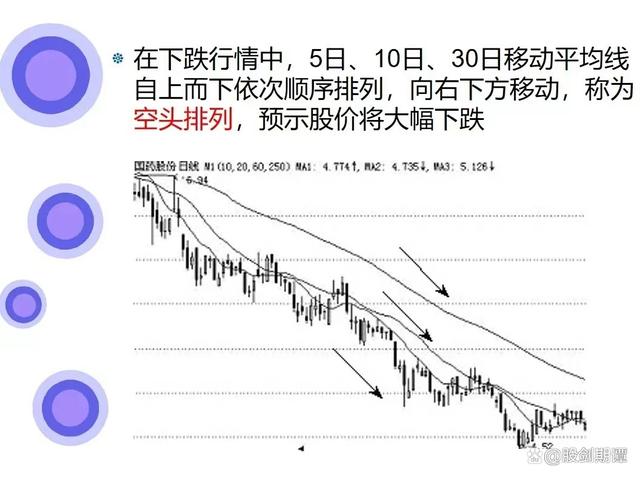 在下跌行情中，5日、10日、30日移动平均线
自上而下依次顺序排列，向右下方移动，称为
空头排列，预示股价将大幅下跌
国药股份日线 M1(10,20,60,250) MA1: 4.774↑, MA2: 4.735↓, MA3: 5.126↓
6.94
4.52
股剑期谭